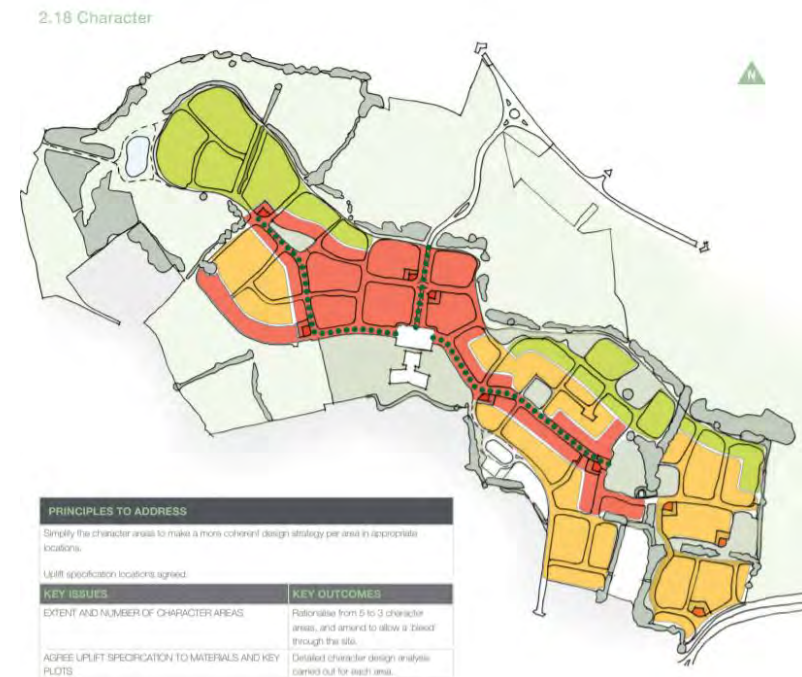 2.18 Character
N
PRINCIPLES TO ADDRESS
Simplify the character areas to make a more coherent design strategy per area in appropriate
locations.
Uplift specification locations agreed.
KEY ISSUES
KEY OUTCOMES
EXTENT AND NUMBER OF CHARACTER AREAS
Rationalise from 5 to 3 character
areas, and amend to allow a 'bleed'
through the site.
AGREE UPLIFT SPECIFICATION TO MATERIALS AND KEY
PLOTS
Detailed character design analysis
carried out for each area.